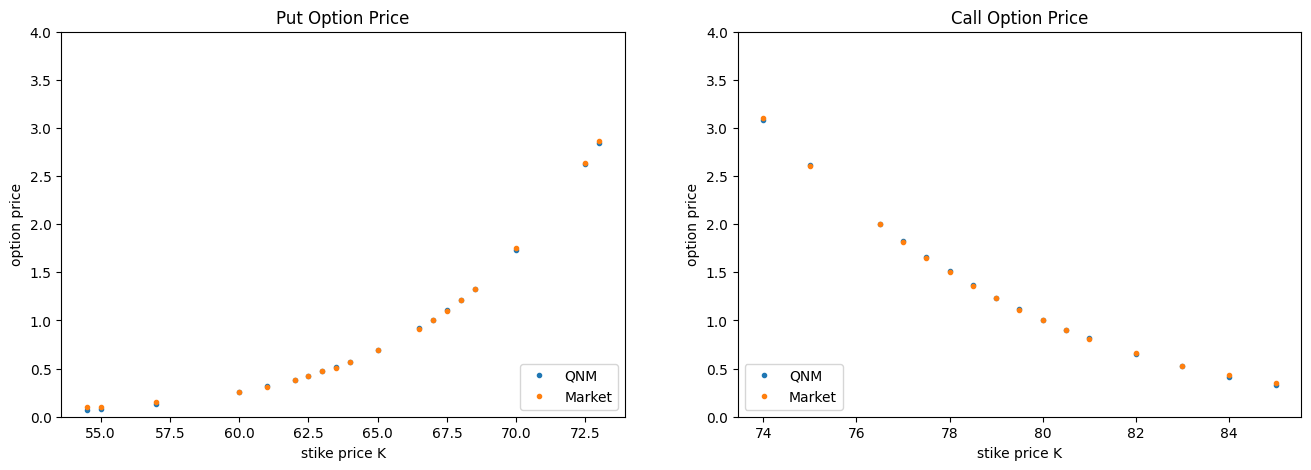 Put Option Price
4.0
3.5
3.0
2.5
2.0
1.5
1.0
0.5
0.0
option price
55.0 57.5 60.0 62.5 65.0 67.5 70.0 72.5
stike price K
QNM
Market
Call Option Price
4.0
3.5
3.0
2.5
2.0
1.5
1.0
0.5
0.0
option price
74 76 78 80 82 84
stike price K
QNM
Market